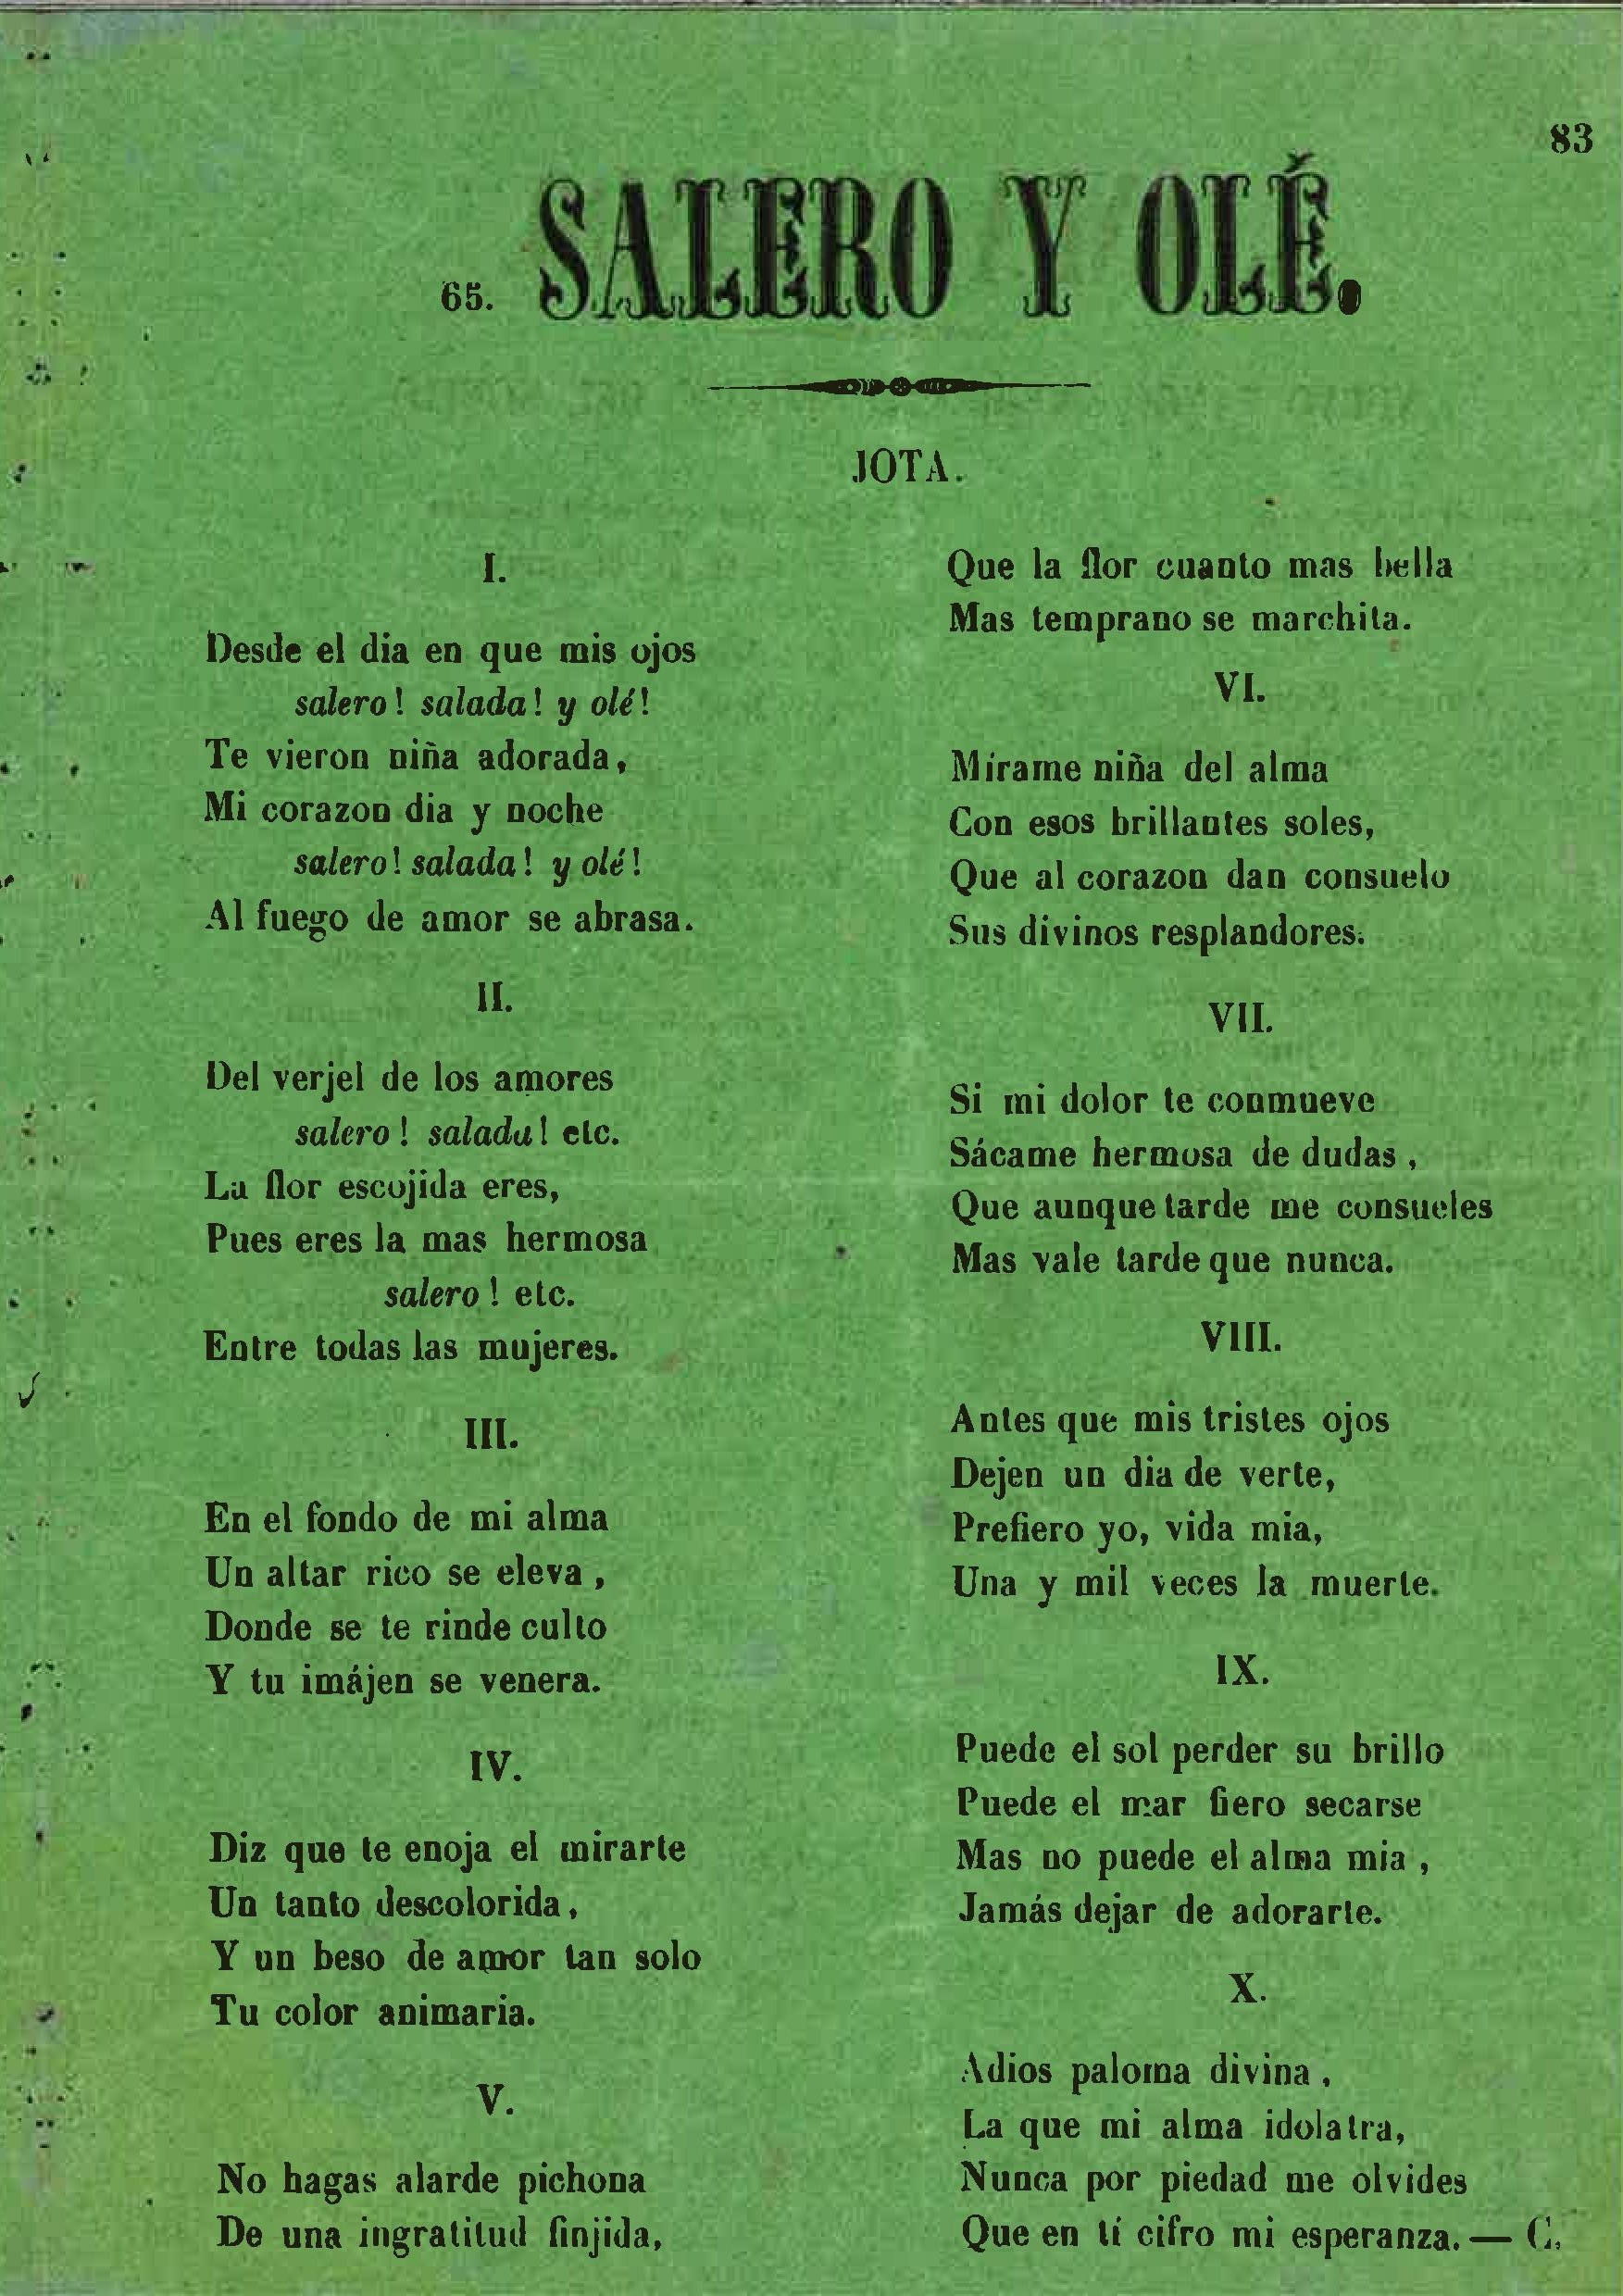 83
65. SALERO Y OLÉ.
JOTA.
I.
Desde el dia en que mis ojos
salero! salada! y olé!
Te vieron niña adorada,
Mi corazon dia y noche
salero! salada! y olé!
Al fuego de amor se abrasa.
II.
Del verjel de los amores
salero! salada! etc.
La flor escojida eres,
Pues eres la mas hermosa
salero! etc.
Entre todas las mujeres.
III.
En el fondo de mi alma
Un altar rico se eleva,
Donde se te rinde culto
Y tu imájen se venera.
IV.
Diz que te enoja el mirarte
Un tanto descolorida,
Y un beso de amor tan solo
Tu color animaria.
V.
No hagas alarde pichona
De una ingratitud finjida,
Que la flor cuanto mas bella
Mas temprano se marchita.
VI.
Mírame niña del alma
Con esos brillantes soles,
Que al corazon dan consuelo
Sus divinos resplandores.
VII.
Si mi dolor te conmueve
Sácame hermosa de dudas,
Que aunque tarde me consueles
Mas vale tarde que nunca.
VIII.
Antes que mis tristes ojos
Dejen un dia de verte,
Prefiero yo, vida mia,
Una y mil veces la muerte.
IX.
Puede el sol perder su brillo
Puede el mar fiero secarse
Mas no puede el alma mia,
Jamás dejar de adorarte.
X.
Adios paloma divina,
La que mi alma idolatra,
Nunca por piedad me olvides
Que en tí cifro mi esperanza. — C.